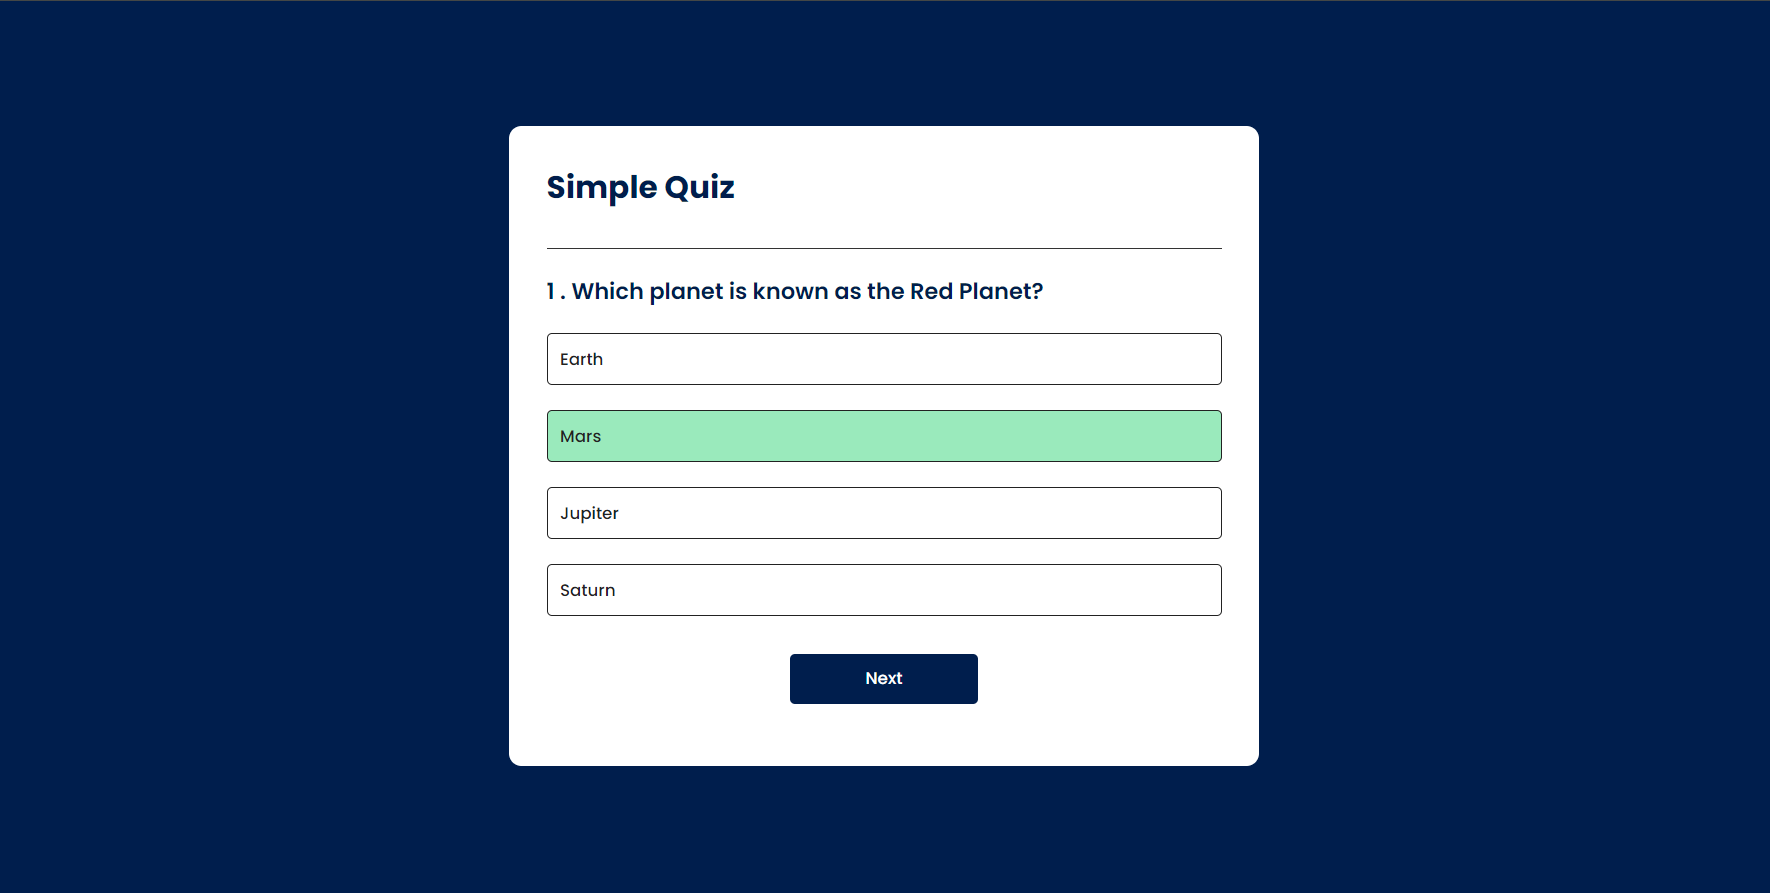 Simple Quiz
1 . Which planet is known as the Red Planet?
Earth
Mars
Jupiter
Saturn
Next